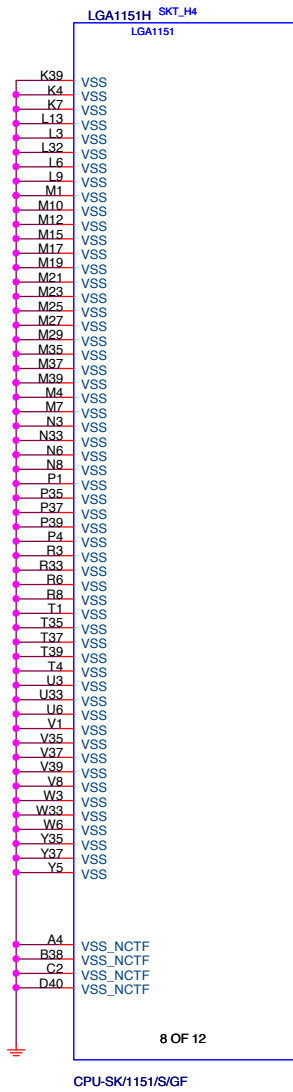 LGA1151H SKT_H4
LGA1151
K39 VSS
K4 VSS
K7 VSS
L13 VSS
L3 VSS
L32 VSS
L6 VSS
L9 VSS
M1 VSS
M10 VSS
M12 VSS
M15 VSS
M17 VSS
M19 VSS
M21 VSS
M23 VSS
M25 VSS
M27 VSS
M29 VSS
M35 VSS
M37 VSS
M39 VSS
M4 VSS
M7 VSS
N3 VSS
N33 VSS
N6 VSS
N8 VSS
P1 VSS
P35 VSS
P37 VSS
P39 VSS
P4 VSS
R3 VSS
R33 VSS
R6 VSS
R8 VSS
T1 VSS
T35 VSS
T37 VSS
T39 VSS
T4 VSS
U3 VSS
U33 VSS
U6 VSS
V1 VSS
V35 VSS
V37 VSS
V39 VSS
V8 VSS
W3 VSS
W33 VSS
W6 VSS
Y35 VSS
Y37 VSS
Y5 VSS
A4 VSS_NCTF
B38 VSS_NCTF
C2 VSS_NCTF
D40 VSS_NCTF
8 OF 12
CPU-SK/1151/S/GF